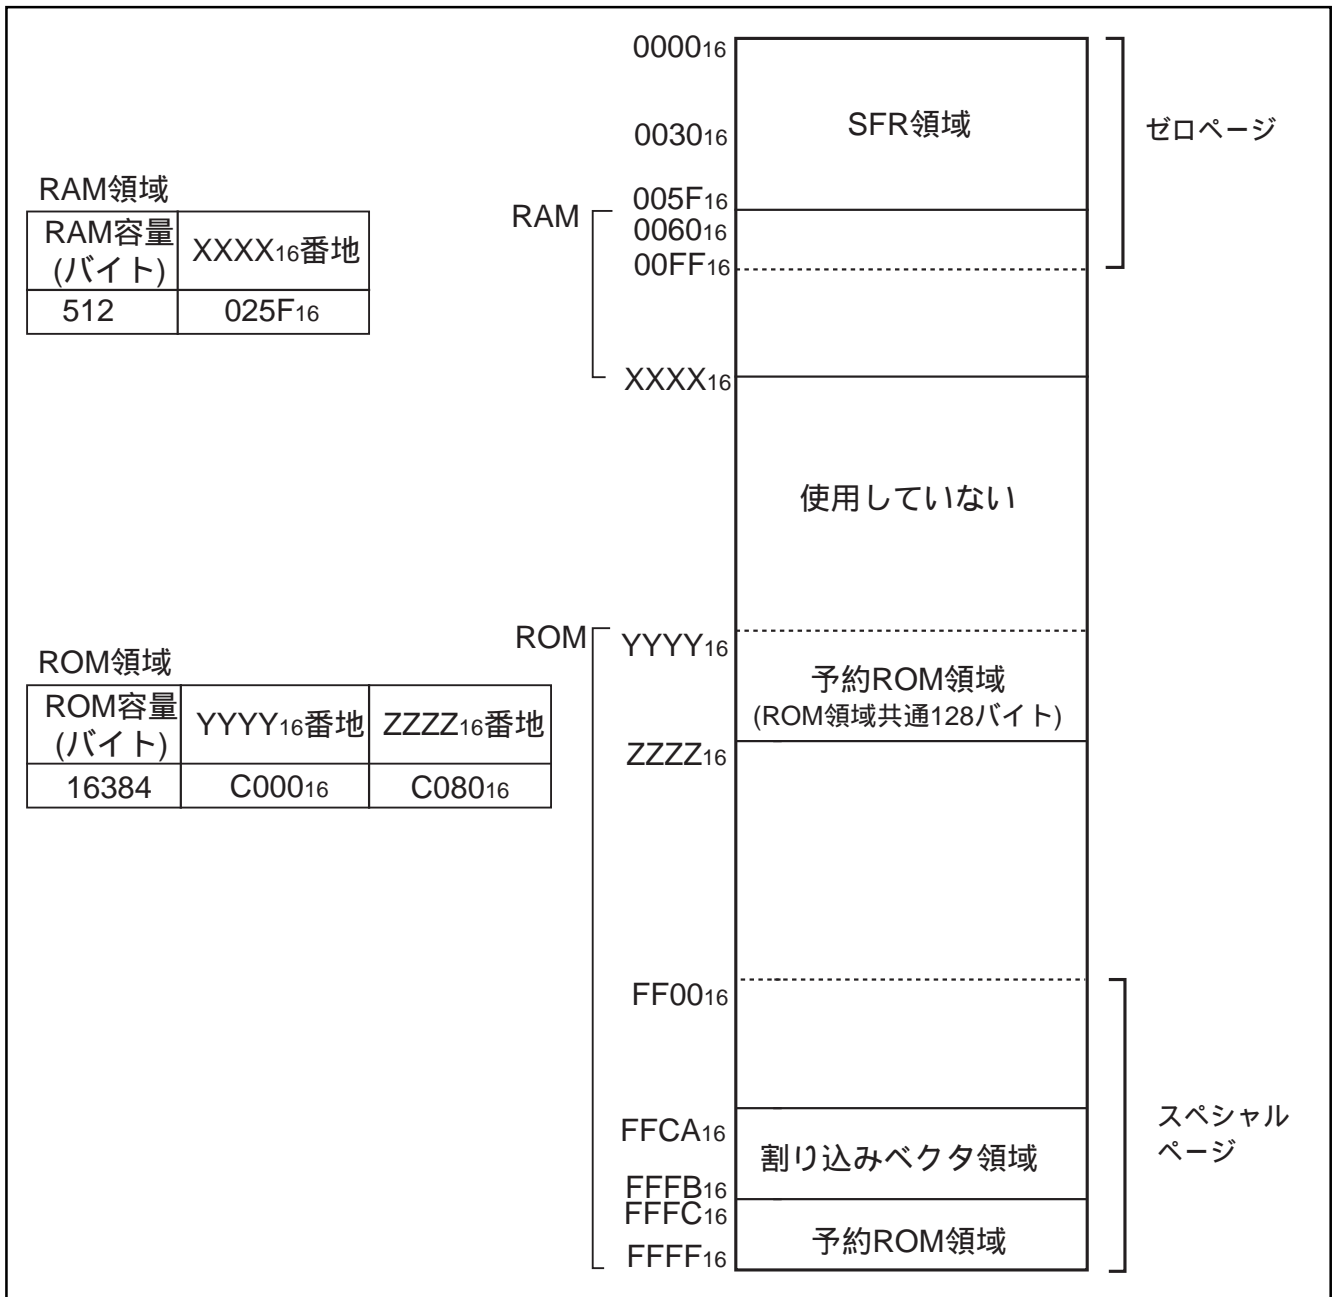 0000₁₆
SFR領域
ゼロページ
0030₁₆
005F₁₆
RAM
0060₁₆
00FF₁₆
XXXX₁₆
RAM領域
RAM容量
(バイト)
XXXX₁₆番地
512 025F₁₆
使用していない
ROM
YYYY₁₆
予約ROM領域
(ROM領域共通128バイト)
ZZZZ₁₆
ROM領域
ROM容量
(バイト)
YYYY₁₆番地 ZZZZ₁₆番地
16384 C000₁₆ C080₁₆
FF00₁₆
FFCA₁₆
割り込みベクタ領域
スペシャル
ページ
FFFB₁₆
FFFC₁₆
予約ROM領域
FFFF₁₆